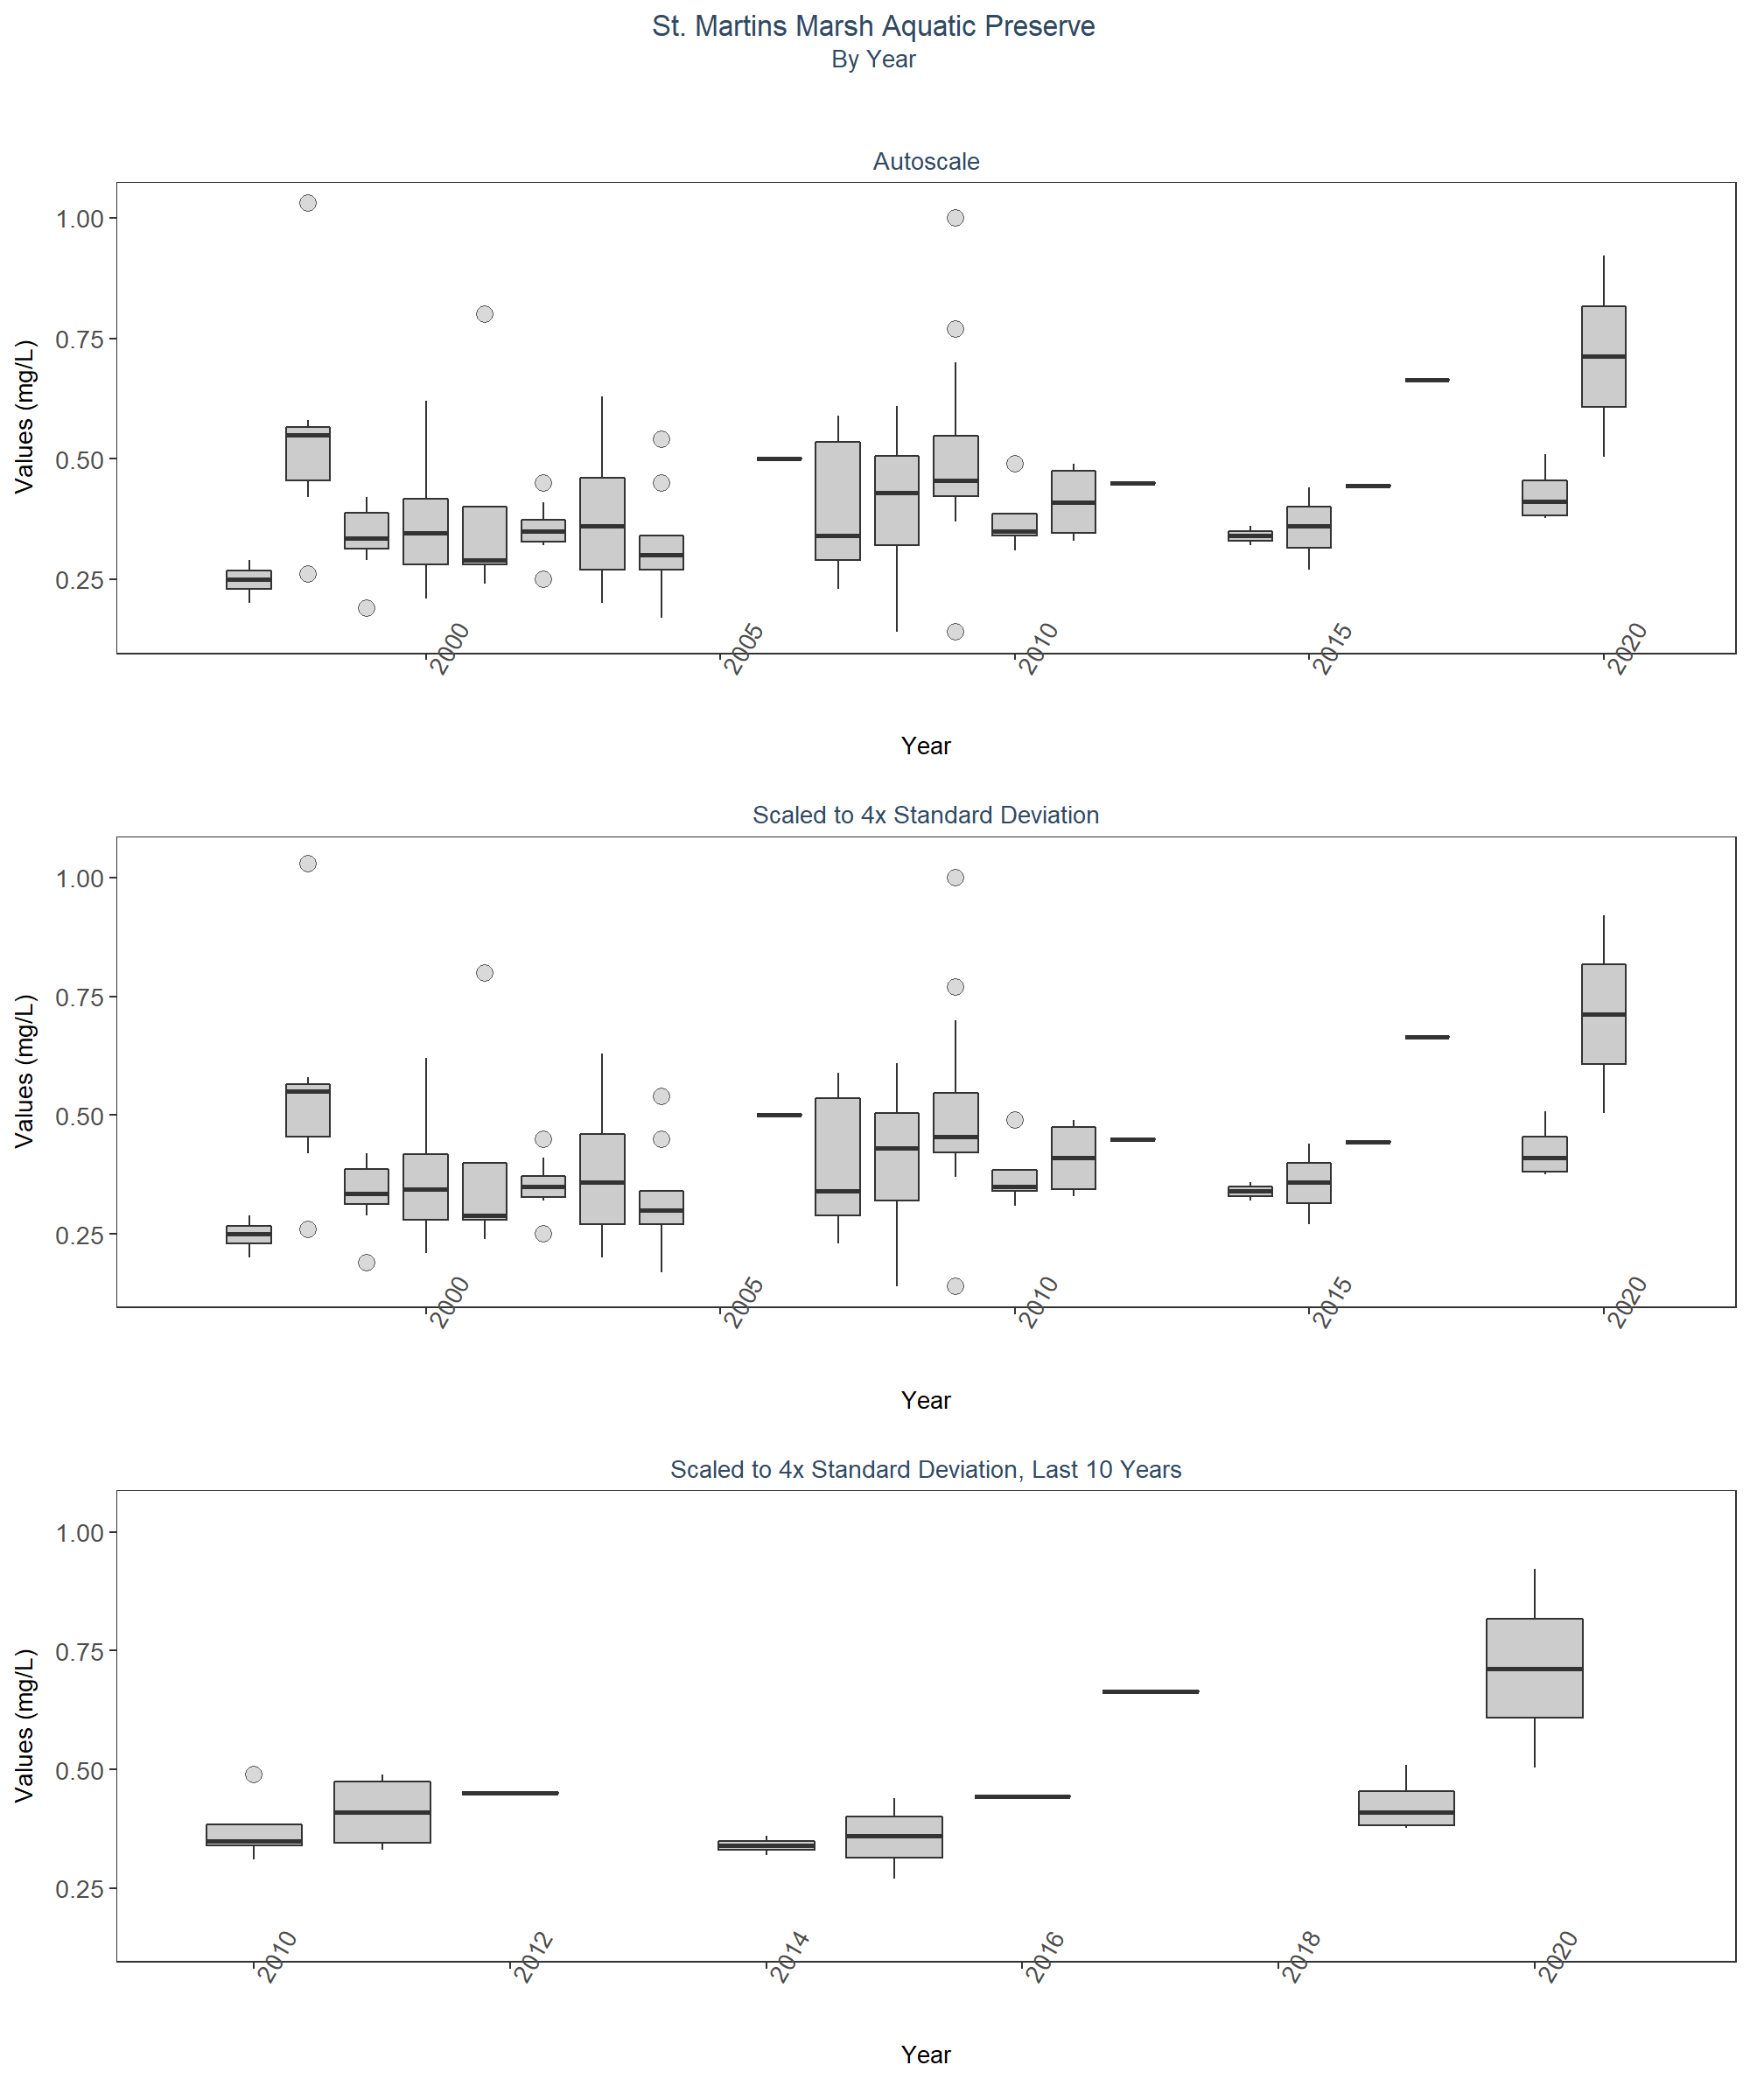 St. Martins Marsh Aquatic Preserve
By Year
Autoscale
Values (mg/L)
1.00
0.75
0.50
0.25
2000 2005 2010 2015 2020
Year
Scaled to 4x Standard Deviation
Values (mg/L)
1.00
0.75
0.50
0.25
2000 2005 2010 2015 2020
Year
Scaled to 4x Standard Deviation, Last 10 Years
Values (mg/L)
1.00
0.75
0.50
0.25
2010 2012 2014 2016 2018 2020
Year